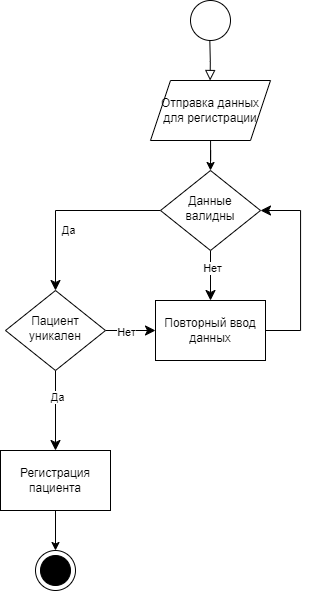 Отправка данных
для регистрации
Данные
валидны
Да
Нет
Пациент
уникален
Нет
Повторный ввод
данных
Да
Регистрация
пациента